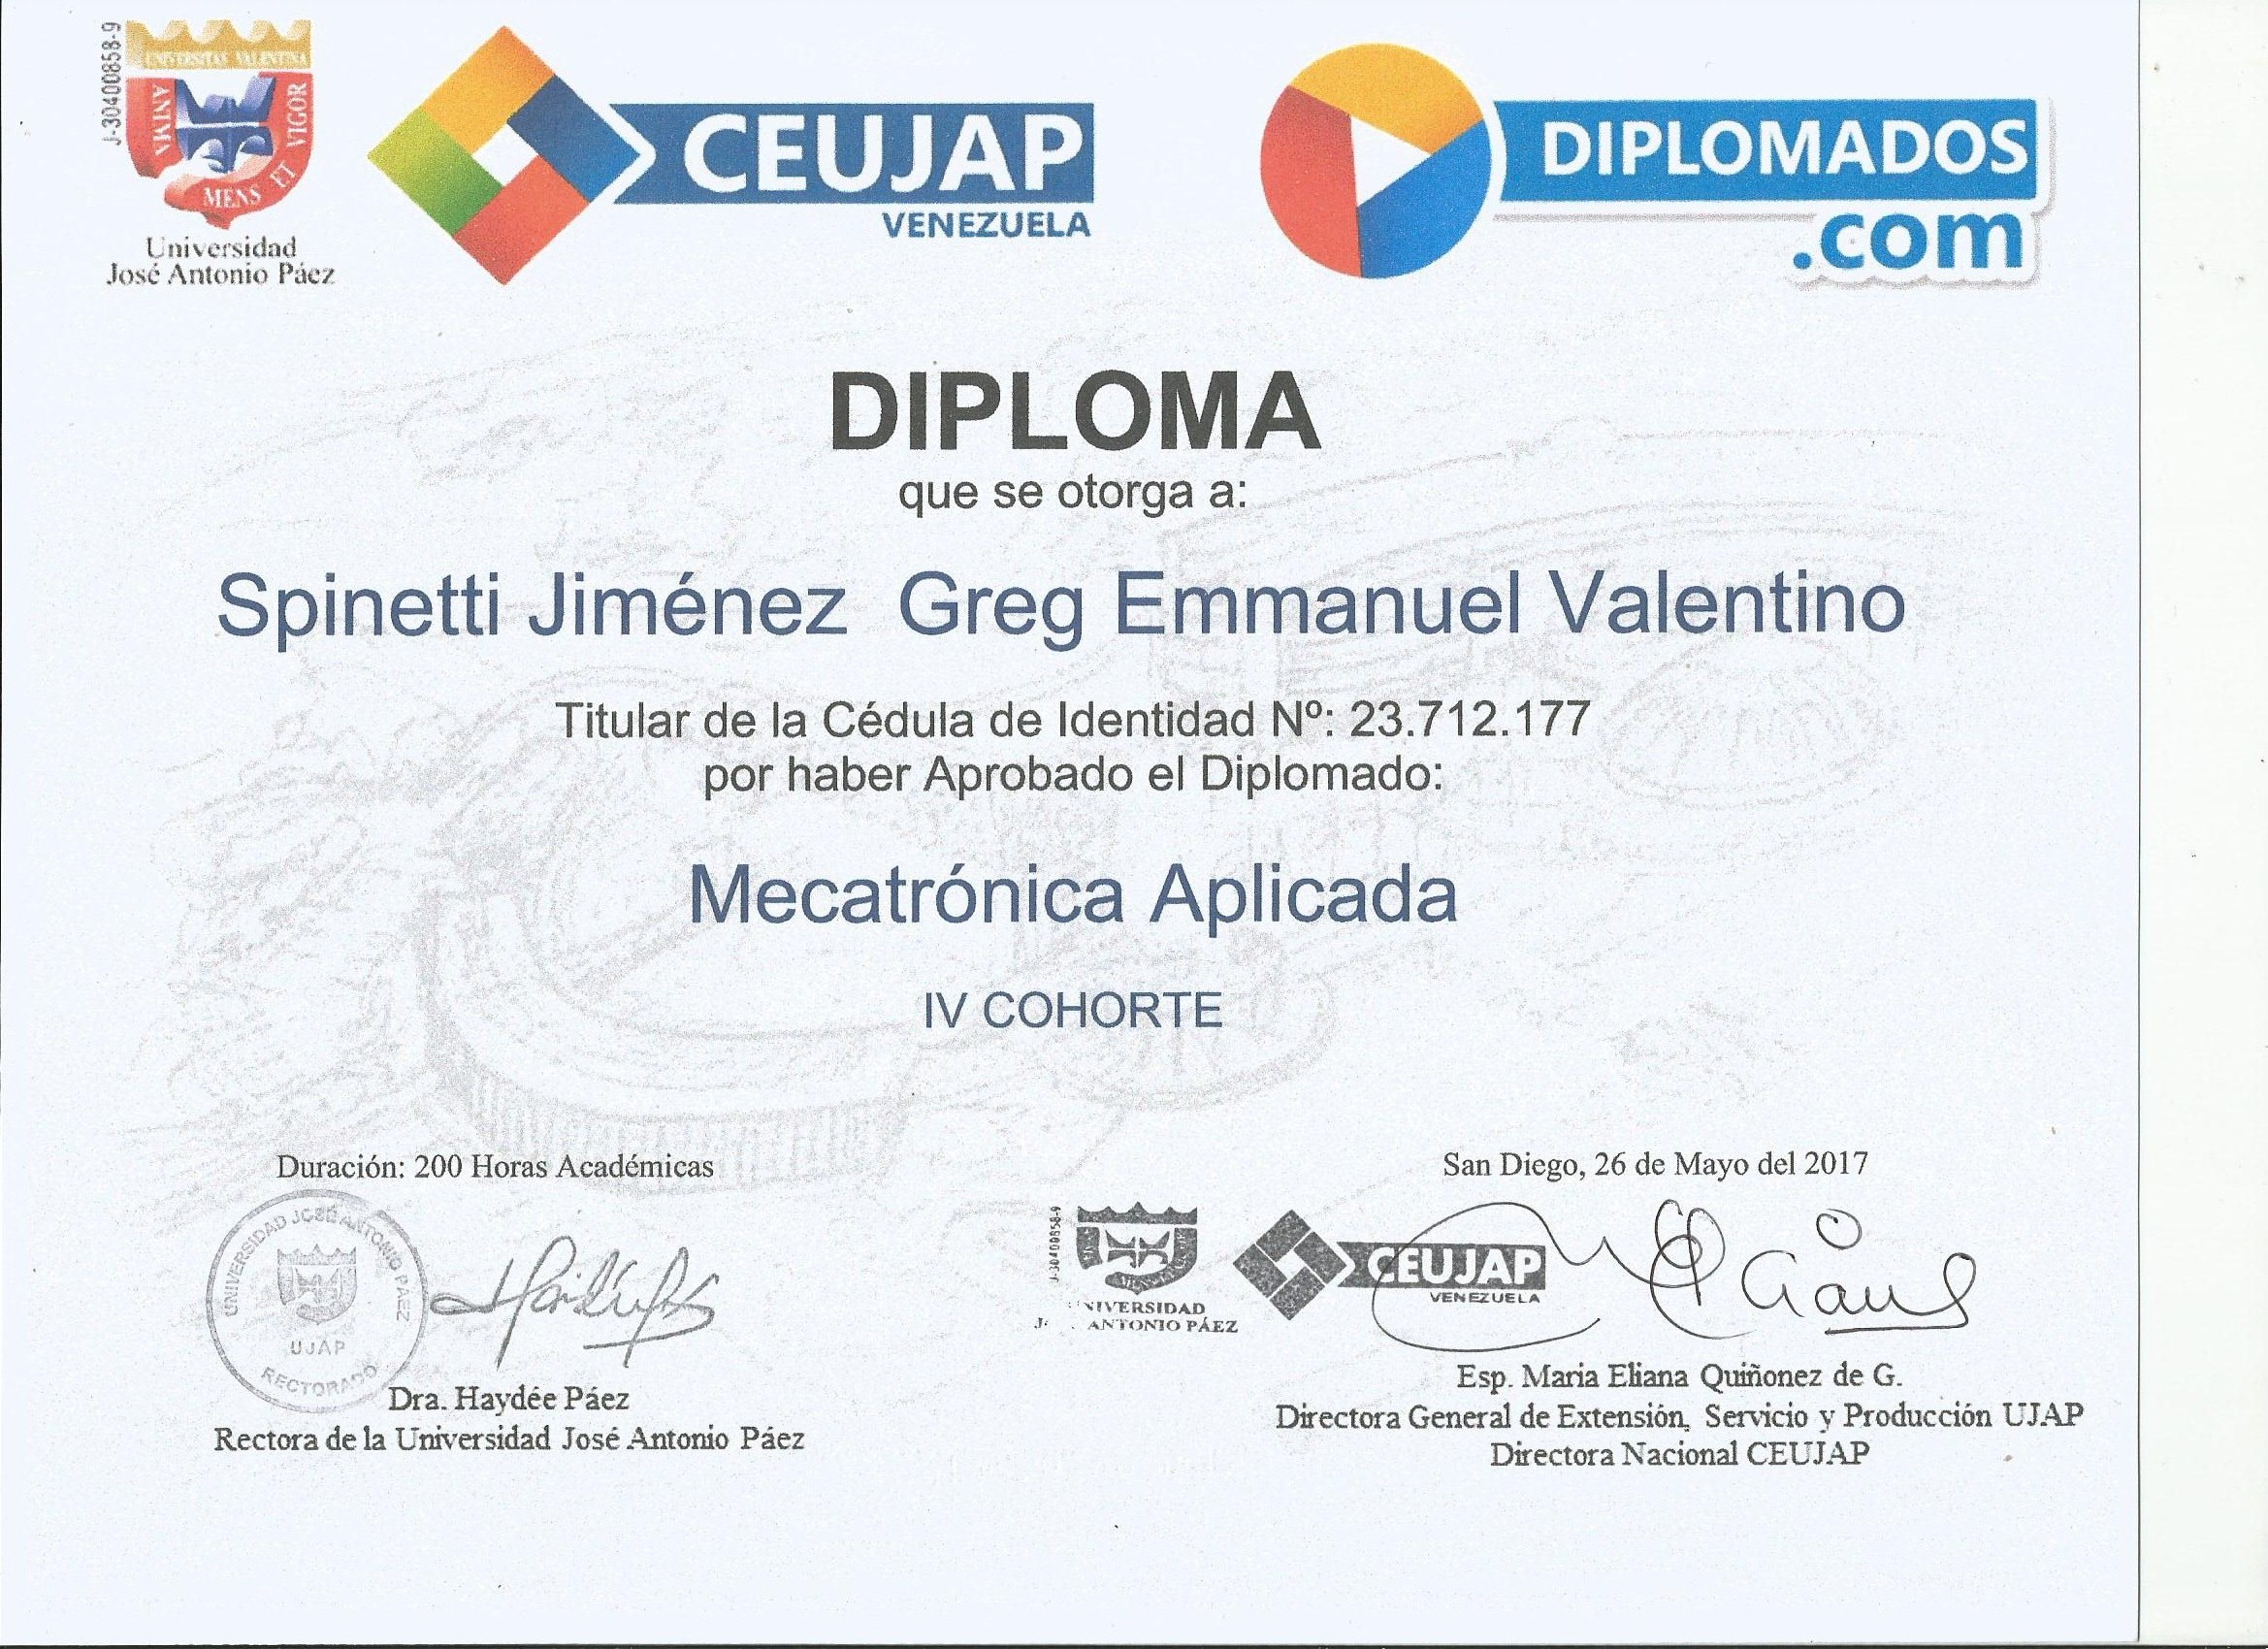 J-30400858-9
UNIVERSITAS VALENTINA
ANIMA
MENS ET VIGOR
Universidad
José Antonio Páez
CEUJAP
VENEZUELA
DIPLOMADOS
.com
DIPLOMA
que se otorga a:
Spinetti Jiménez Greg Emmanuel Valentino
Titular de la Cédula de Identidad Nº: 23.712.177
por haber Aprobado el Diplomado:
Mecatrónica Aplicada
IV COHORTE
Duración: 200 Horas Académicas
San Diego, 26 de Mayo del 2017
UNIVERSIDAD JOSÉ ANTONIO PAEZ
UJAP
RECTORADO
J-30400858-9
ANTONIO PÁEZ
CEUJAP
VENEZUELA
Dra. Haydée Páez
Rectora de la Universidad José Antonio Páez
Esp. Maria Eliana Quiñonez de G.
Directora General de Extensión, Servicio y Producción UJAP
Directora Nacional CEUJAP